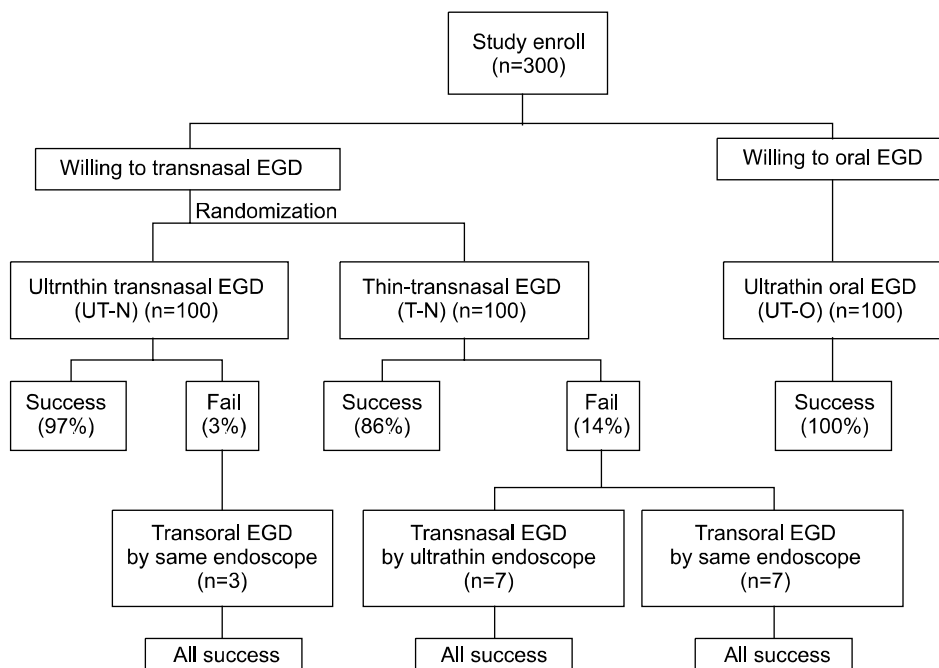 Study enroll
(n=300)
Willing to transnasal EGD
Willing to oral EGD
Randomization
Ultrnthin transnasal EGD
(UT-N) (n=100)
Thin-transnasal EGD
(T-N) (n=100)
Ultrathin oral EGD
(UT-O) (n=100)
Success
(97%)
Fail
(3%)
Success
(86%)
Fail
(14%)
Success
(100%)
Transoral EGD
by same endoscope
(n=3)
Transnasal EGD
by ultrathin endoscope
(n=7)
Transoral EGD
by same endoscope
(n=7)
All success
All success
All success